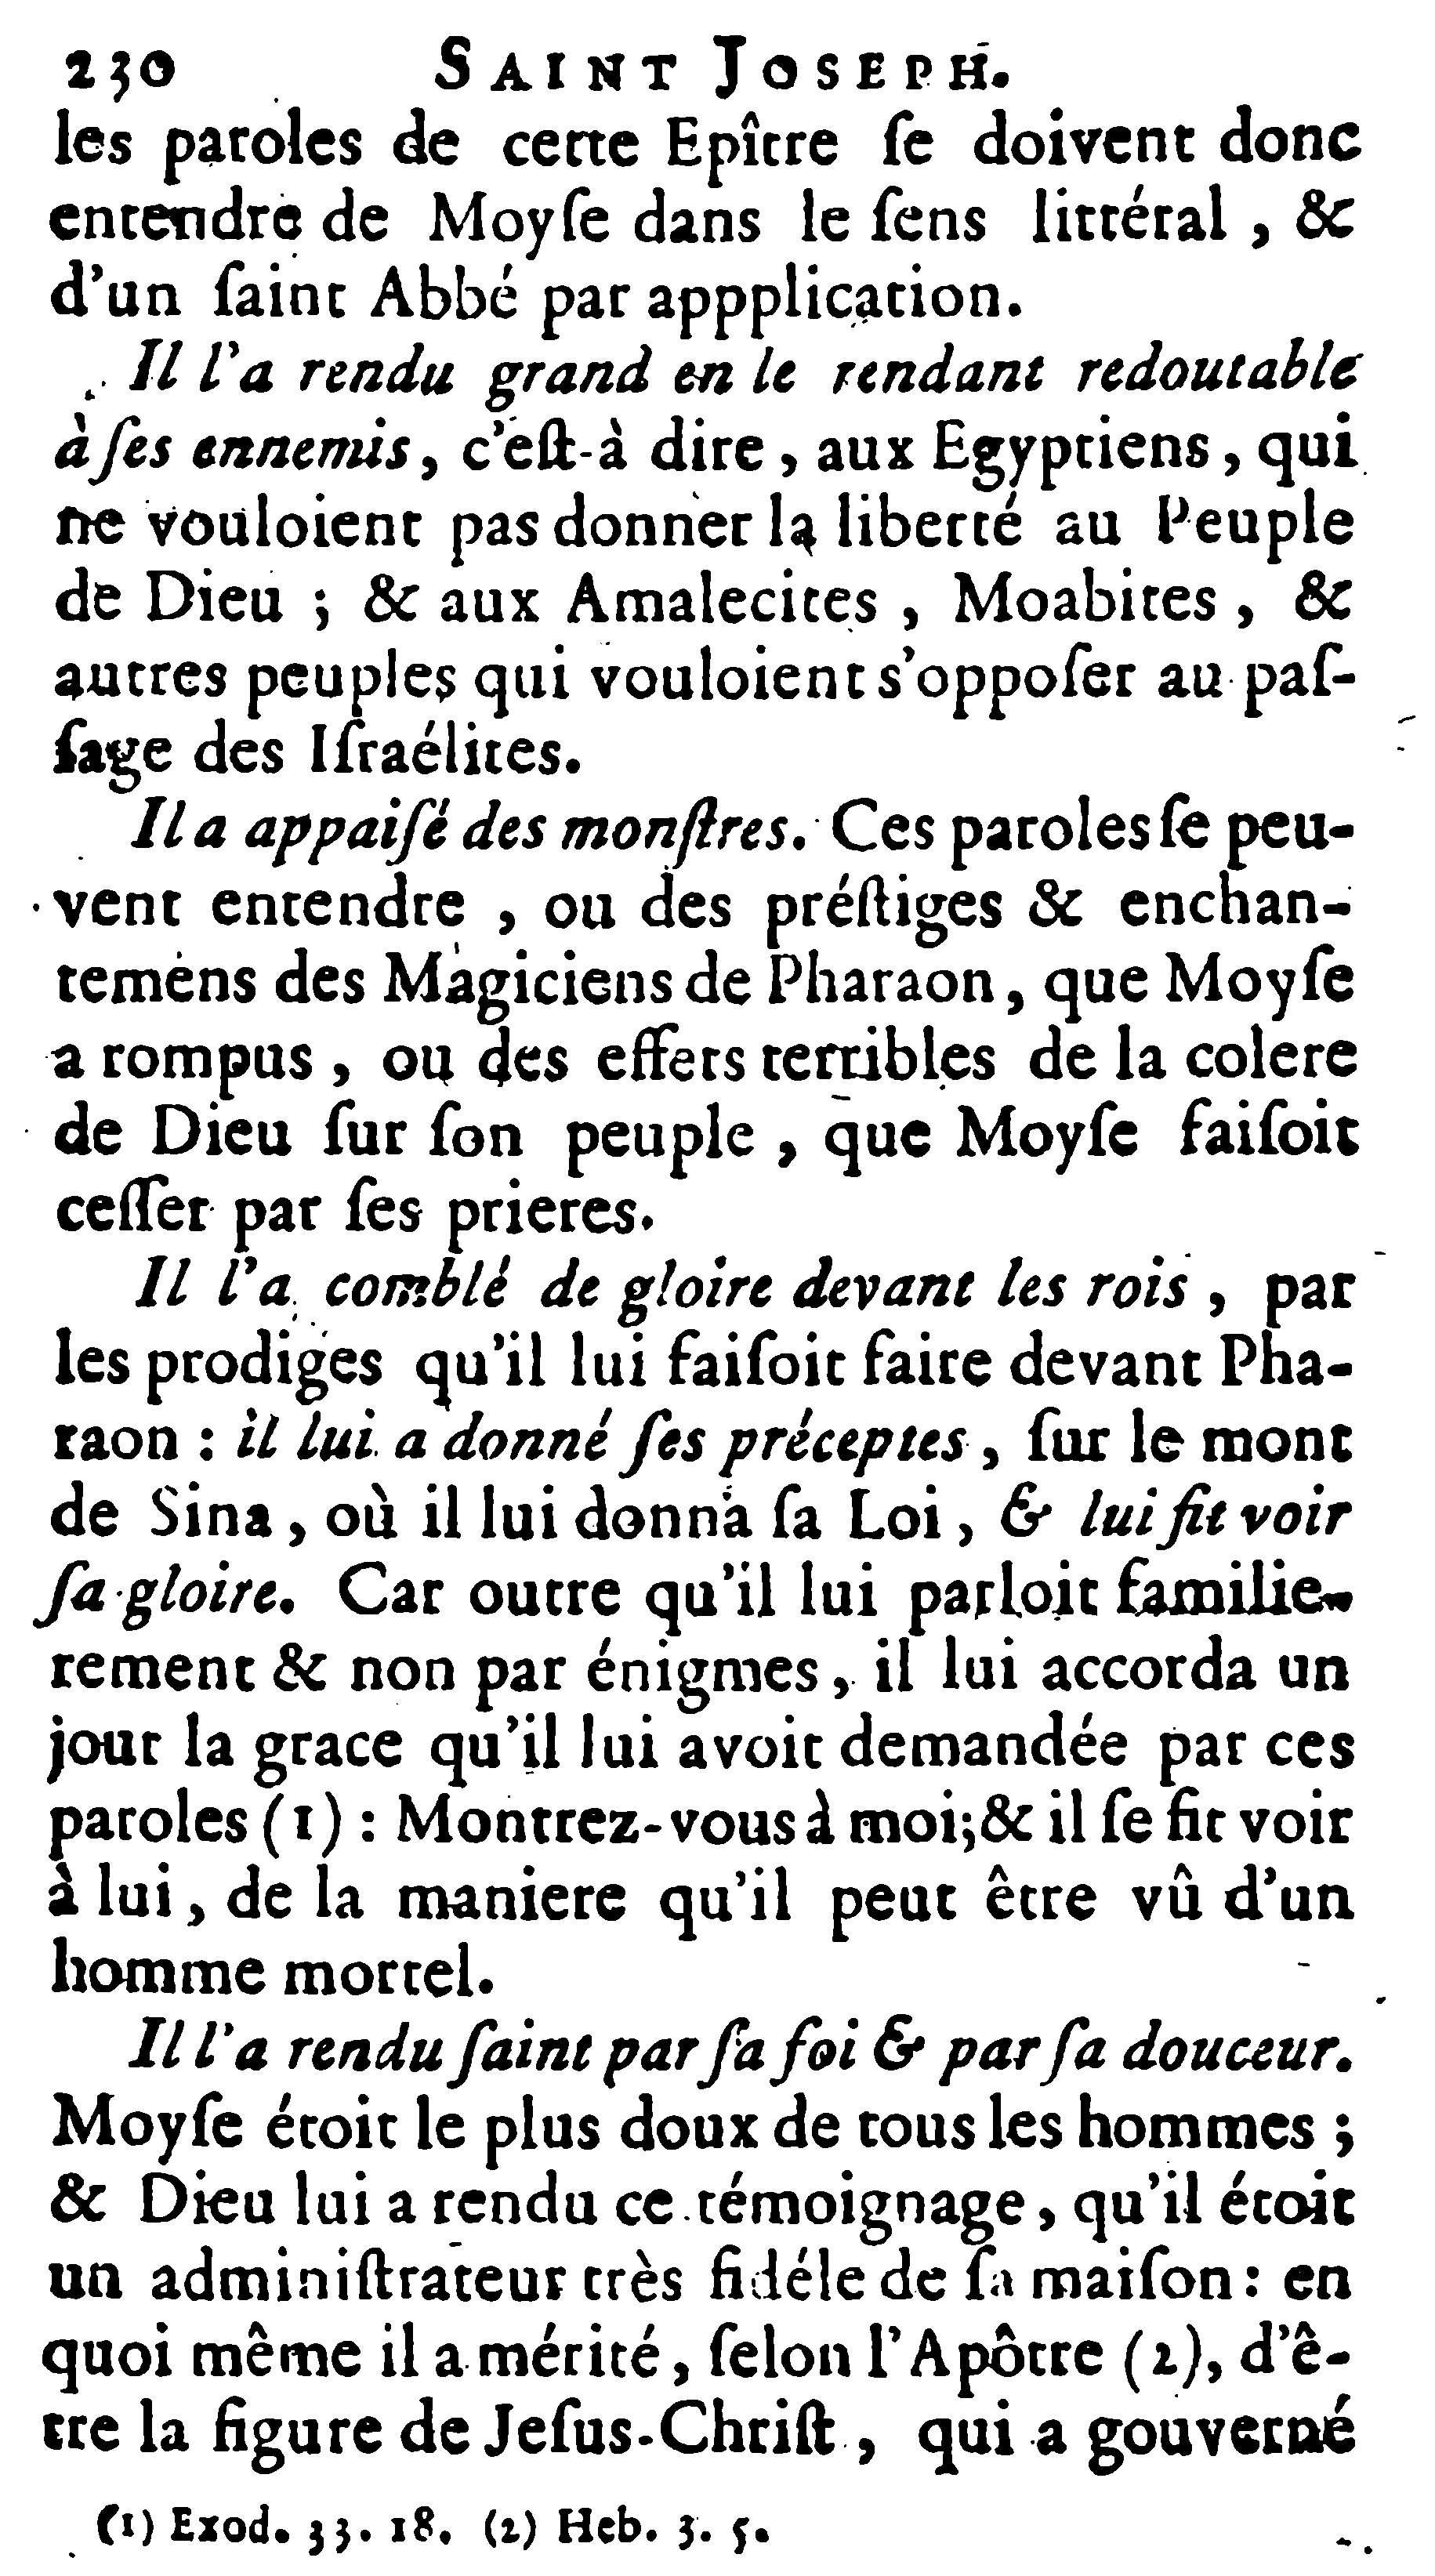 230 SAINT JOSEPH.
les paroles de cette Epître ſe doivent donc
entendre de Moyſe dans le ſens littéral, &
d'un ſaint Abbé par appplication.
Il l'a rendu grand en le rendant redoutable
à ſes ennemis, c'eſt-à dire, aux Egyptiens, qui
ne vouloient pas donner la liberté au Peuple
de Dieu ; & aux Amalecites, Moabites, &
autres peuples qui vouloient s'oppoſer au paſ-
ſage des Iſraélites.
Il a appaiſé des monſtres. Ces paroles ſe peu-
vent entendre, ou des préſtiges & enchan-
temens des Magiciens de Pharaon, que Moyſe
a rompus, ou des effets terribles de la colere
de Dieu ſur ſon peuple, que Moyſe faiſoit
ceſſer par ſes prieres.
Il l'a comblé de gloire devant les rois, par
les prodiges qu'il lui faiſoit faire devant Pha-
raon : il lui a donné ſes préceptes, ſur le mont
de Sina, où il lui donna ſa Loi, & lui fit voir
ſa gloire. Car outre qu'il lui parloit familie-
rement & non par énigmes, il lui accorda un
jour la grace qu'il lui avoit demandée par ces
paroles (1) : Montrez-vous à moi; & il ſe fit voir
à lui, de la maniere qu'il peut être vû d'un
homme mortel.
Il l'a rendu ſaint par ſa foi & par ſa douceur.
Moyſe étoit le plus doux de tous les hommes ;
& Dieu lui a rendu ce témoignage, qu'il étoit
un adminiſtrateur très fidéle de ſa maiſon : en
quoi même il a mérité, ſelon l'Apôtre (2), d'ê-
tre la figure de Jeſus-Chriſt, qui a gouverné
(1) Exod. 33. 18. (2) Heb. 3. 5.